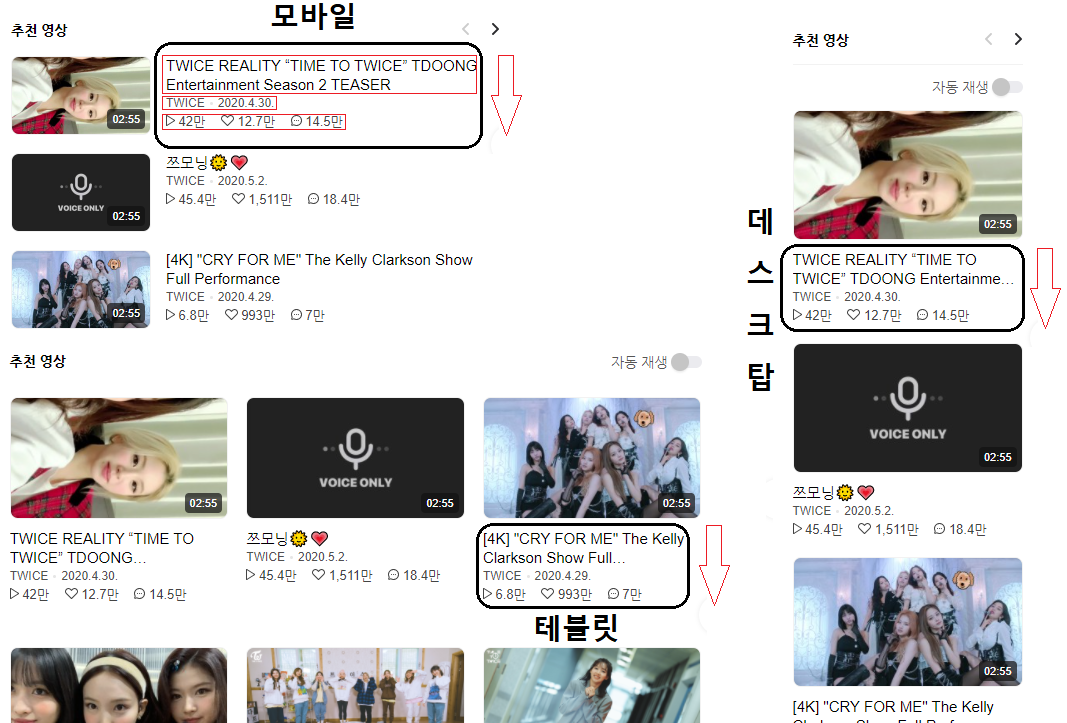 모바일
추천 영상
02:55
TWICE REALITY “TIME TO TWICE” TDOONG
Entertainment Season 2 TEASER
TWICE · 2020.4.30.
42만 12.7만 14.5만
VOICE ONLY
02:55
쯔모닝
TWICE · 2020.5.2.
45.4만 1,511만 18.4만
02:55
[4K] "CRY FOR ME" The Kelly Clarkson Show
Full Performance
TWICE · 2020.4.29.
6.8만 993만 7만
추천 영상
자동 재생
02:55
TWICE REALITY “TIME TO
TWICE” TDOONG...
TWICE · 2020.4.30.
42만 12.7만 14.5만
VOICE ONLY
02:55
쯔모닝
TWICE · 2020.5.2.
45.4만 1,511만 18.4만
02:55
[4K] "CRY FOR ME" The Kelly
Clarkson Show Full...
TWICE · 2020.4.29.
6.8만 993만 7만
테블릿
데
스
크
탑
추천 영상
자동 재생
02:55
TWICE REALITY “TIME TO
TWICE” TDOONG Entertainme...
TWICE · 2020.4.30.
42만 12.7만 14.5만
VOICE ONLY
02:55
쯔모닝
TWICE · 2020.5.2.
45.4만 1,511만 18.4만
02:55
[4K] "CRY FOR ME" The Kelly